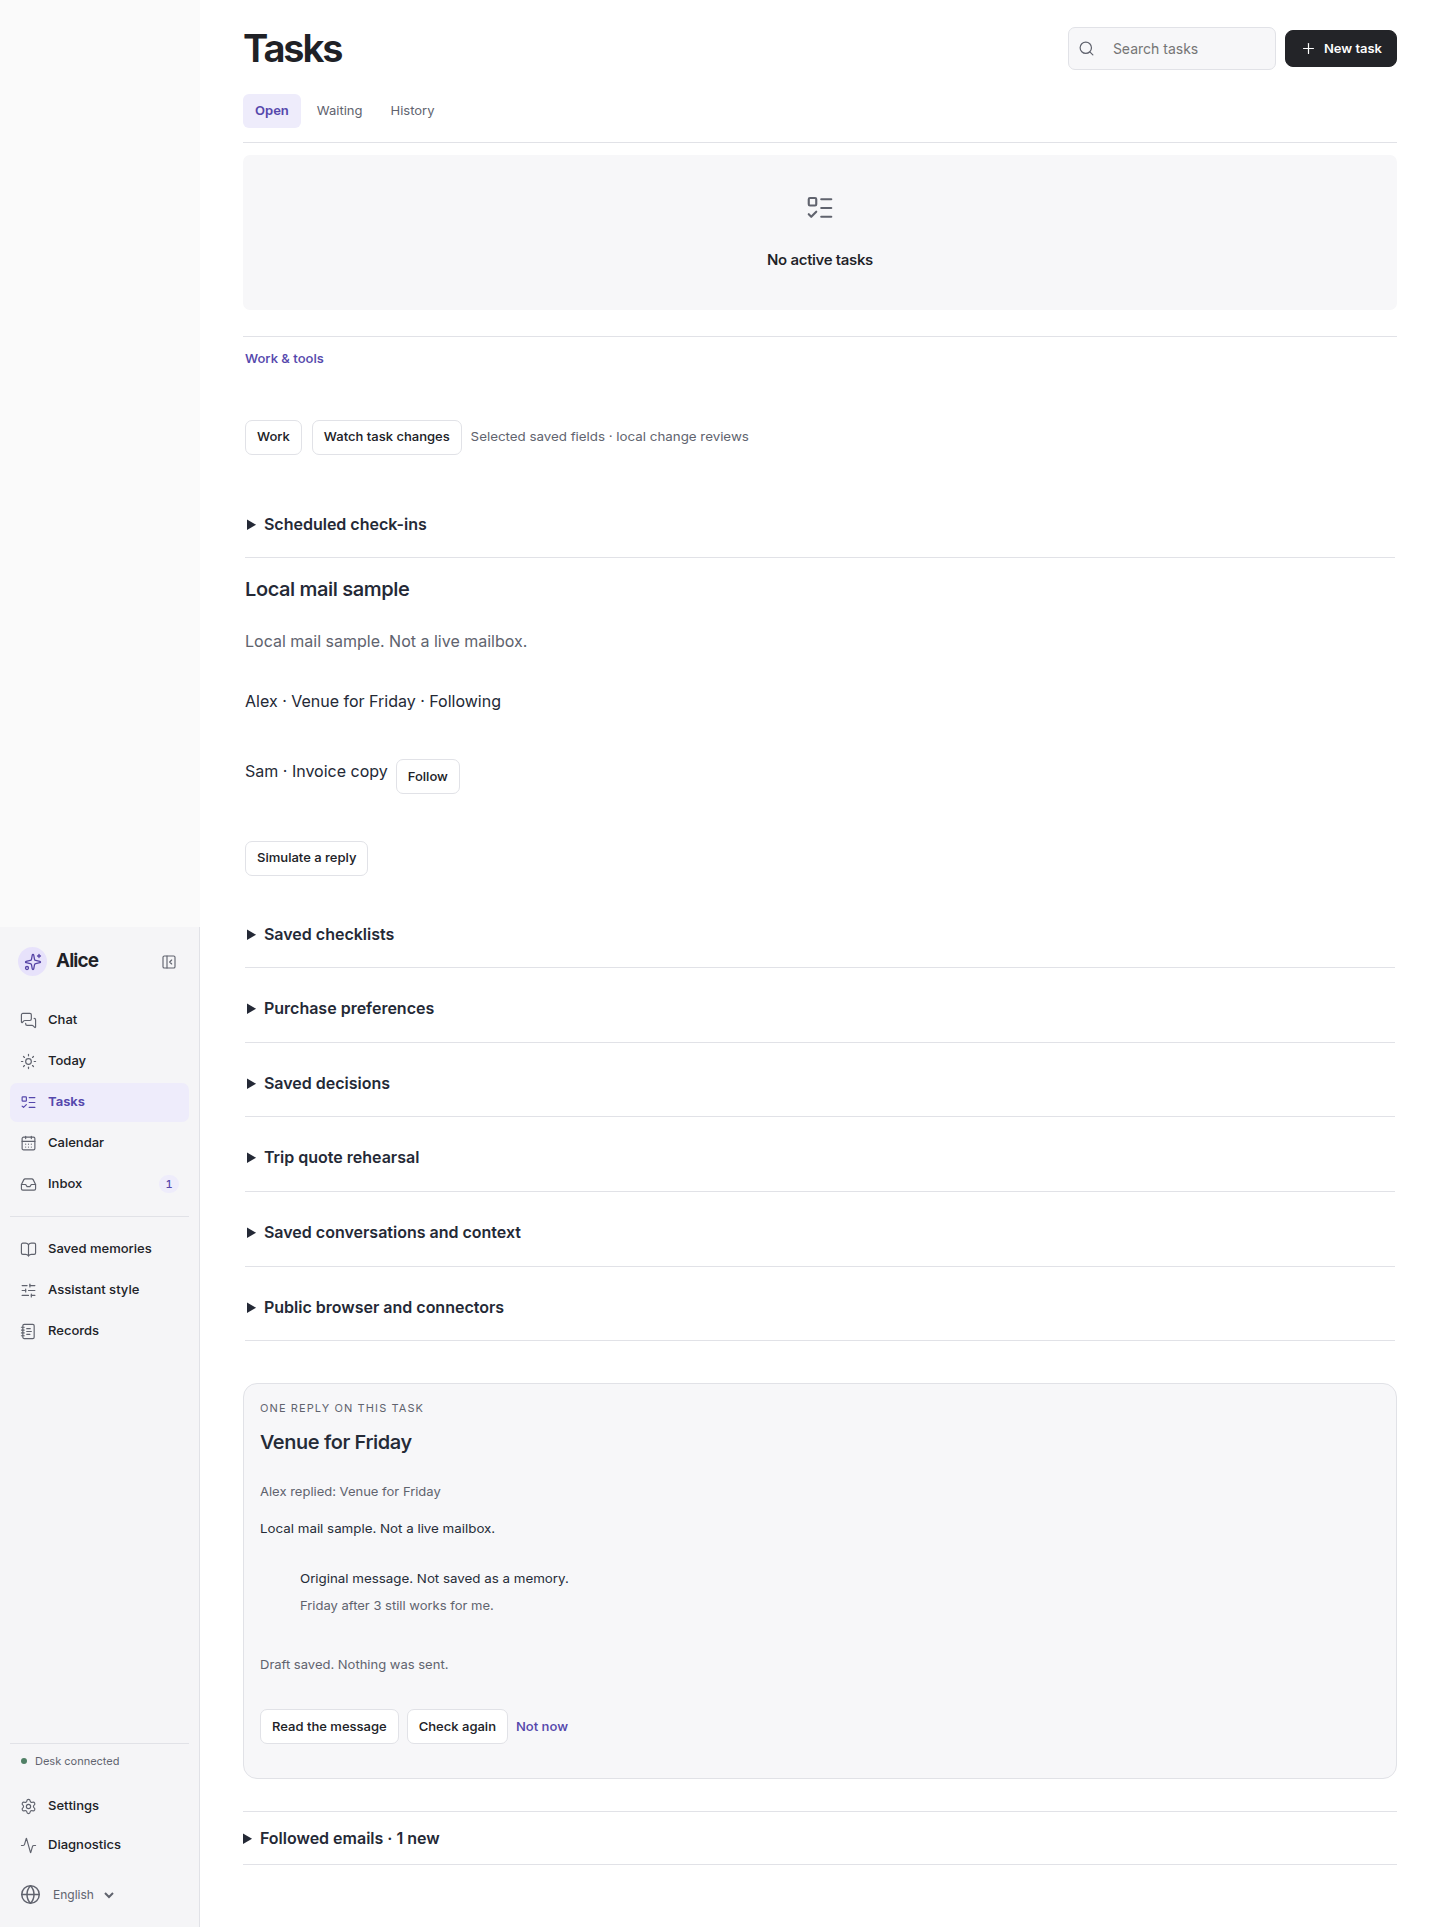 Tasks
Search tasks
New task
Open
Waiting
History
No active tasks
Work & tools
Work
Watch task changes
Selected saved fields · local change reviews
Scheduled check-ins
Local mail sample
Local mail sample. Not a live mailbox.
Alex · Venue for Friday · Following
Sam · Invoice copy
Follow
Simulate a reply
Saved checklists
Purchase preferences
Saved decisions
Trip quote rehearsal
Saved conversations and context
Public browser and connectors
ONE REPLY ON THIS TASK
Venue for Friday
Alex replied: Venue for Friday
Local mail sample. Not a live mailbox.
Original message. Not saved as a memory.
Friday after 3 still works for me.
Draft saved. Nothing was sent.
Read the message
Check again
Not now
Followed emails · 1 new
Alice
Chat
Today
Tasks
Calendar
Inbox
1
Saved memories
Assistant style
Records
Desk connected
Settings
Diagnostics
English